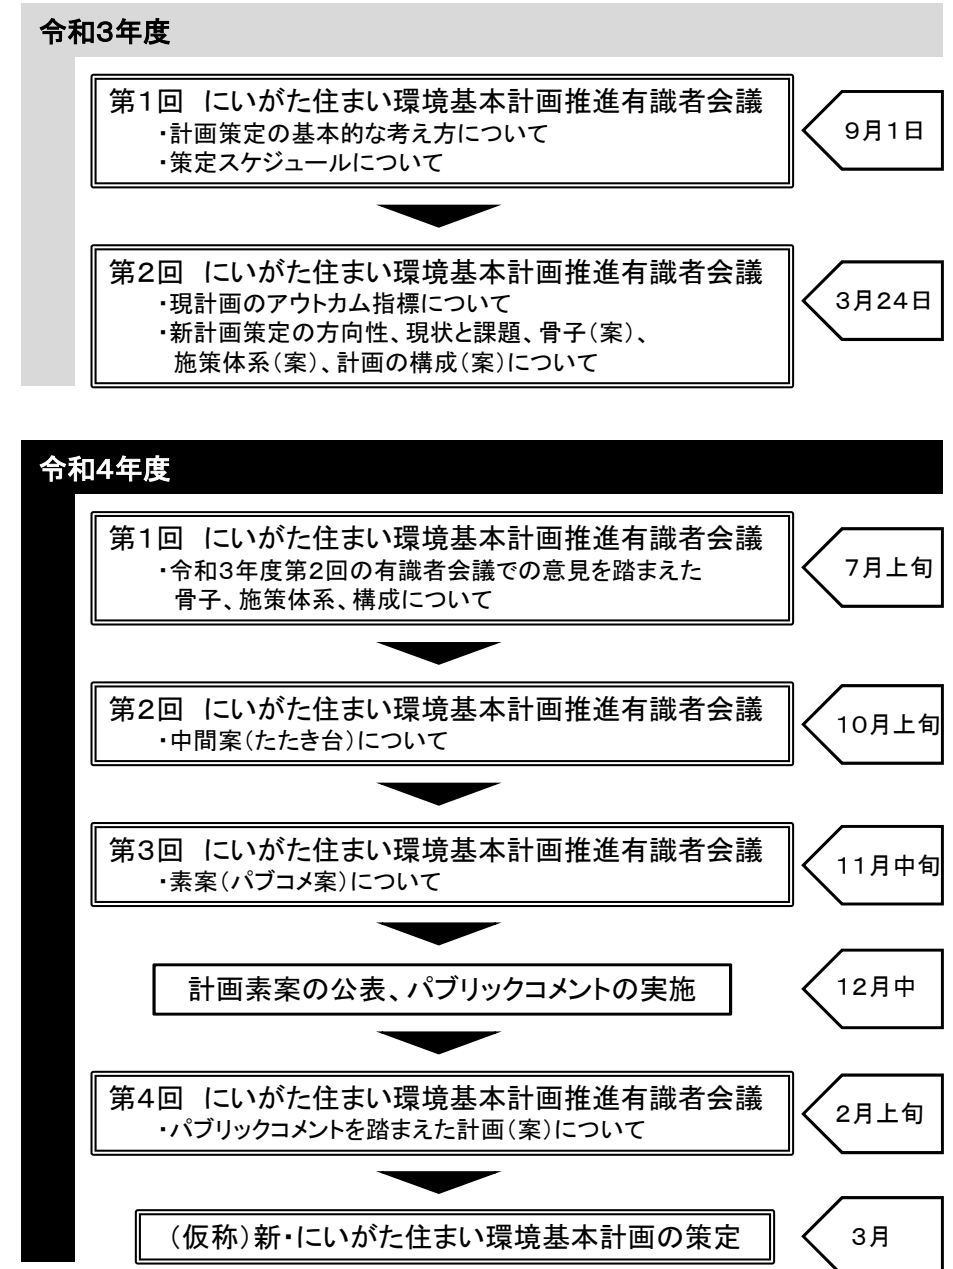 令和3年度
第1回　にいがた住まい環境基本計画推進有識者会議
・計画策定の基本的な考え方について
・策定スケジュールについて
9月1日
第2回　にいがた住まい環境基本計画推進有識者会議
・現計画のアウトカム指標について
・新計画策定の方向性、現状と課題、骨子（案）、
施策体系（案）、計画の構成（案）について
3月24日
令和4年度
第1回　にいがた住まい環境基本計画推進有識者会議
・令和3年度第2回の有識者会議での意見を踏まえた
骨子、施策体系、構成について
7月上旬
第2回　にいがた住まい環境基本計画推進有識者会議
・中間案（たたき台）について
10月上旬
第3回　にいがた住まい環境基本計画推進有識者会議
・素案（パブコメ案）について
11月中旬
計画素案の公表、パブリックコメントの実施
12月中
第4回　にいがた住まい環境基本計画推進有識者会議
・パブリックコメントを踏まえた計画（案）について
2月上旬
（仮称）新・にいがた住まい環境基本計画の策定
3月